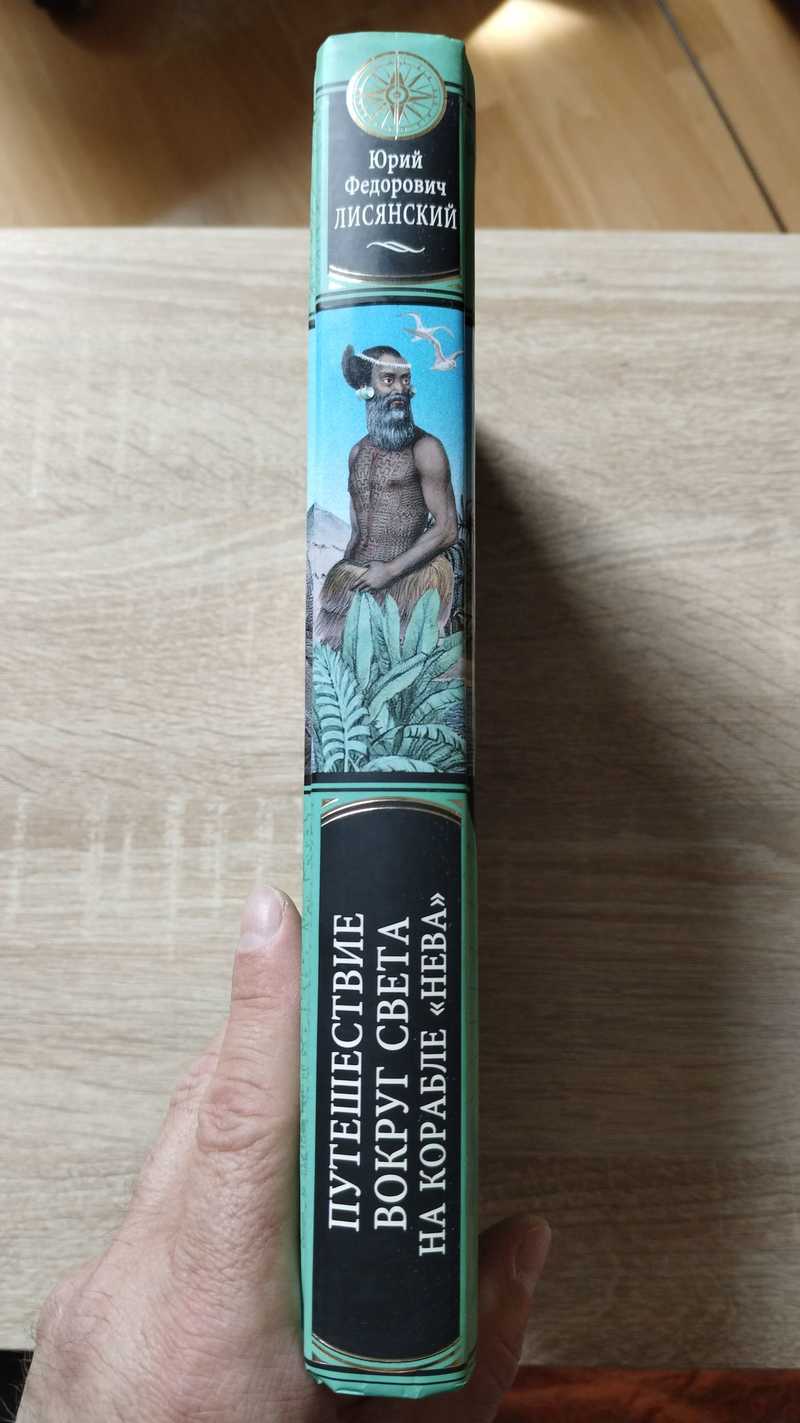 Юрий
Федорович
ЛИСЯНСКИЙ
ПУТЕШЕСТВИЕ
ВОКРУГ СВЕТА
НА КОРАБЛЕ «НЕВА»